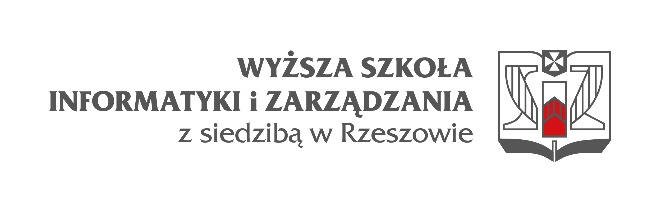 WYŻSZA SZKOŁA
INFORMATYKI i ZARZĄDZANIA
z siedzibą w Rzeszowie